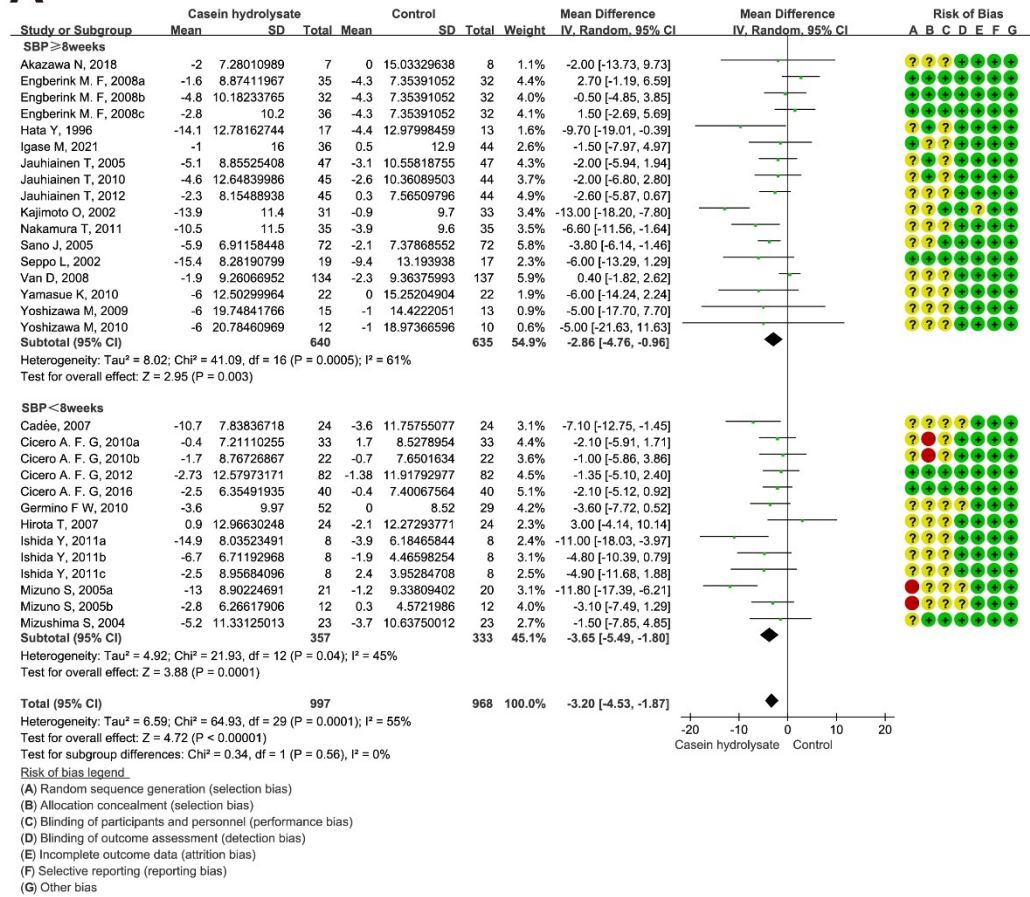 Casein hydrolysate Control Mean Difference Mean Difference Risk of Bias
Study or Subgroup Mean SD Total Mean SD Total Weight IV, Random, 95% CI IV, Random, 95% CI A B C D E F G
SBP≥8weeks
Akazawa N, 2018 -2 7.28010989 7 0 15.03329638 8 1.1% -2.00 [-13.73, 9.73] ? ? ? + + + +
Engberink M. F, 2008a -1.6 8.87411967 35 -4.3 7.35391052 32 4.4% 2.70 [-1.19, 6.59] + + + + + + +
Engberink M. F, 2008b -4.8 10.18233765 32 -4.3 7.35391052 32 4.0% -0.50 [-4.85, 3.85] + + + + + + +
Engberink M. F, 2008c -2.8 10.2 36 -4.3 7.35391052 32 4.2% 1.50 [-2.69, 5.69] + + + + + + +
Hata Y, 1996 -14.1 12.78162744 17 -4.4 12.97998459 13 1.6% -9.70 [-19.01, -0.39] ? + ? + + + +
Igase M, 2021 -1 16 36 0.5 12.9 44 2.6% -1.50 [-7.97, 4.97] + ? ? + + + +
Jauhiainen T, 2005 -5.1 8.85525408 47 -3.1 10.55818755 47 4.3% -2.00 [-5.94, 1.94] ? + ? + + + +
Jauhiainen T, 2010 -4.6 12.64839986 45 -2.6 10.36089503 44 3.6% -2.00 [-6.80, 2.80] ? + ? + + + +
Jauhiainen T, 2012 -2.3 8.15488938 45 0.3 7.56509796 44 4.9% -2.60 [-5.87, 0.67] + + ? + + + +
Kajimoto O, 2002 -13.9 11.4 31 -0.9 9.7 33 3.4% -13.00 [-18.20, -7.80] ? ? + + ? + +
Nakamura T, 2011 -10.5 11.5 35 -3.9 9.6 35 3.5% -6.60 [-11.56, -1.64] ? ? ? + + + +
Sano J, 2005 -5.9 6.91158448 72 -2.1 7.37868552 72 5.8% -3.80 [-6.14, -1.46] ? ? + + + + +
Seppo L, 2002 -15.4 8.28190799 19 -9.4 13.193938 17 2.2% -6.00 [-13.29, 1.29] + + + + + + +
Van D, 2008 -1.9 9.26066952 134 -2.3 9.36375993 137 5.9% 0.40 [-1.82, 2.62] ? ? ? + + + +
Yamasue K, 2010 -6 12.50299964 22 0 15.25204904 22 1.9% -6.00 [-14.24, 2.24] ? ? ? + + + +
Yoshizawa M, 2009 -6 19.74841766 15 -1 14.4222051 13 1.0% -5.00 [-17.70, 7.70] ? ? ? + + + +
Yoshizawa M, 2010 -6 20.78460969 12 -1 18.97366596 10 0.6% -5.00 [-21.63, 11.63] ? ? ? + + + +
Subtotal (95% CI) 640 635 54.9% -2.86 [-4.76, -0.96]
Heterogeneity: Tau² = 8.02; Chi² = 41.09, df = 16 (P = 0.0005); I² = 61%
Test for overall effect: Z = 2.95 (P = 0.003)
SBP<8weeks
Cadée, 2007 -10.7 7.83836718 24 -3.6 11.75755077 24 3.1% -7.10 [-12.75, -1.45] ? ? ? ? + + +
Cicero A. F. G, 2010a -0.4 7.21110255 33 1.7 8.5278954 33 4.4% -2.10 [-5.91, 1.71] ? ? + + + +
Cicero A. F. G, 2010b -1.7 8.76726867 22 -0.7 7.6501634 22 3.6% -1.00 [-5.86, 3.86] ? ? + + + +
Cicero A. F. G, 2012 -2.73 12.57973171 82 -1.38 11.91792977 82 4.5% -1.35 [-5.10, 2.40] + + + + + + +
Cicero A. F. G, 2016 -2.5 6.35491935 40 -0.4 7.40067564 40 5.1% -2.10 [-5.12, 0.92] + + + + + + +
Germino F W, 2010 -3.6 9.97 52 0 8.52 29 4.2% -3.60 [-7.72, 0.52] ? ? ? ? + + +
Hirota T, 2007 0.9 12.96630248 24 -2.1 12.27293771 24 2.3% 3.00 [-4.14, 10.14] ? ? ? + + + +
Ishida Y, 2011a -14.9 8.03523491 8 -3.9 6.18465844 8 2.4% -11.00 [-18.03, -3.97] ? ? ? + + + +
Ishida Y, 2011b -6.7 6.71192968 8 -1.9 4.46598254 8 3.2% -4.80 [-10.39, 0.79] ? ? ? + + + +
Ishida Y, 2011c -2.5 8.95684096 8 2.4 3.95284708 8 2.5% -4.90 [-11.68, 1.88] ? ? ? + + + +
Mizuno S, 2005a -13 8.90224691 21 -1.2 9.33809402 20 3.2% -11.80 [-17.39, -6.21] ? ? + + + +
Mizuno S, 2005b -2.8 6.26617906 12 0.3 4.5721986 12 3.9% -3.10 [-7.49, 1.29] ? ? + + + +
Mizushima S, 2004 -5.2 11.33125013 23 -3.7 10.63750012 23 2.7% -1.50 [-7.85, 4.85] ? + + + + + +
Subtotal (95% CI) 357 333 45.1% -3.65 [-5.49, -1.80]
Heterogeneity: Tau² = 4.92; Chi² = 21.93, df = 12 (P = 0.04); I² = 45%
Test for overall effect: Z = 3.88 (P = 0.0001)
Total (95% CI) 997 968 100.0% -3.20 [-4.53, -1.87]
Heterogeneity: Tau² = 6.59; Chi² = 64.93, df = 29 (P = 0.0001); I² = 55%
Test for overall effect: Z = 4.72 (P < 0.00001)
Test for subgroup differences: Chi² = 0.34, df = 1 (P = 0.56), I² = 0%
-20 -10 0 10 20
Casein hydrolysate Control
Risk of bias legend
(A) Random sequence generation (selection bias)
(B) Allocation concealment (selection bias)
(C) Blinding of participants and personnel (performance bias)
(D) Blinding of outcome assessment (detection bias)
(E) Incomplete outcome data (attrition bias)
(F) Selective reporting (reporting bias)
(G) Other bias